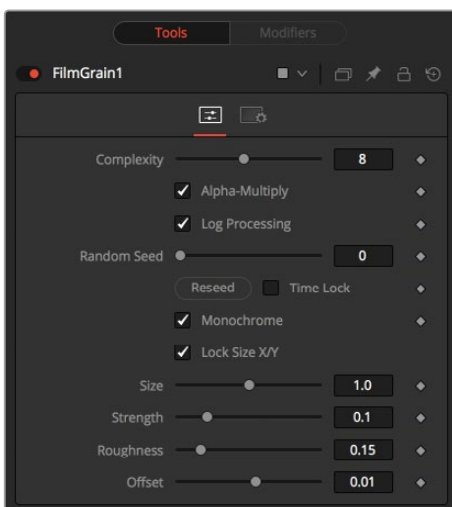 Tools Modifiers
FilmGrain1
Complexity 8
Alpha-Multiply
Log Processing
Random Seed 0
Reseed Time Lock
Monochrome
Lock Size X/Y
Size 1.0
Strength 0.1
Roughness 0.15
Offset 0.01